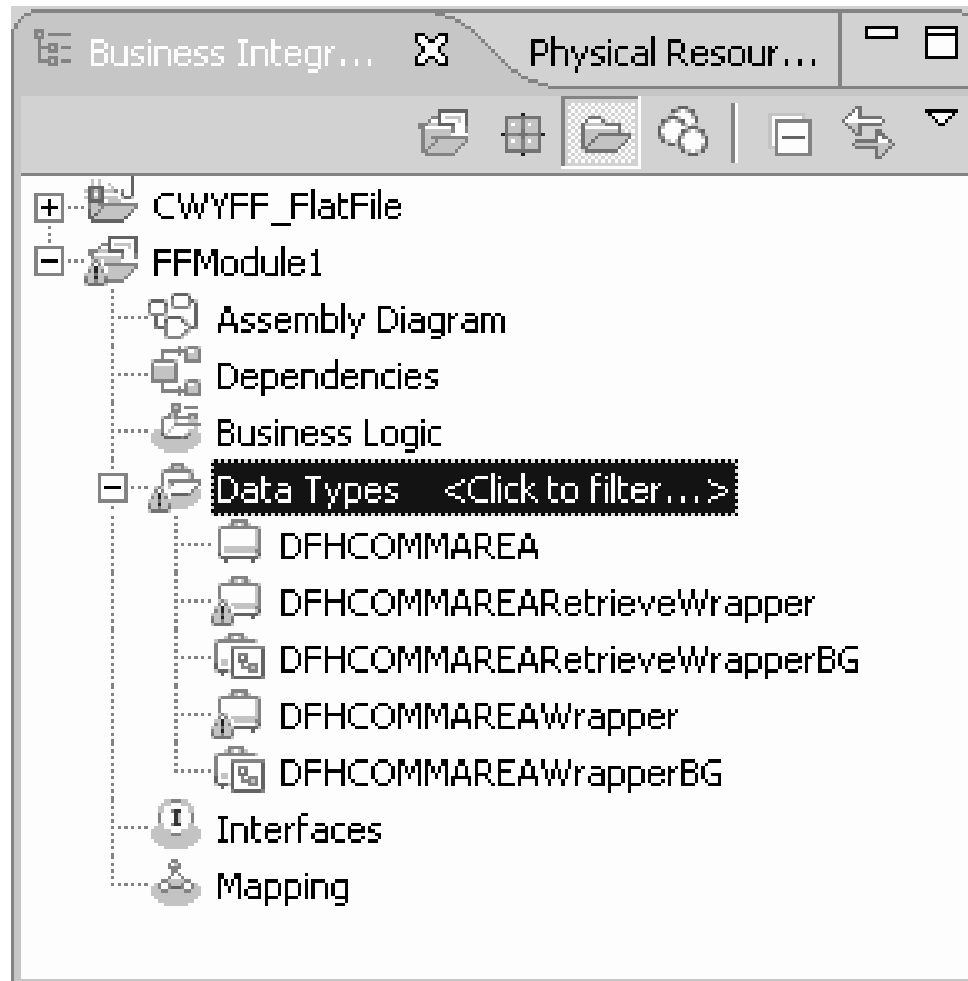 Business Integr... Physical Resour...
CWYFF_FlatFile
FFModule1
Assembly Diagram
Dependencies
Business Logic
Data Types <Click to filter...>
DFHCOMMAREA
DFHCOMMAREARetrieveWrapper
DFHCOMMAREARetrieveWrapperBG
DFHCOMMAREAWrapper
DFHCOMMAREAWrapperBG
Interfaces
Mapping